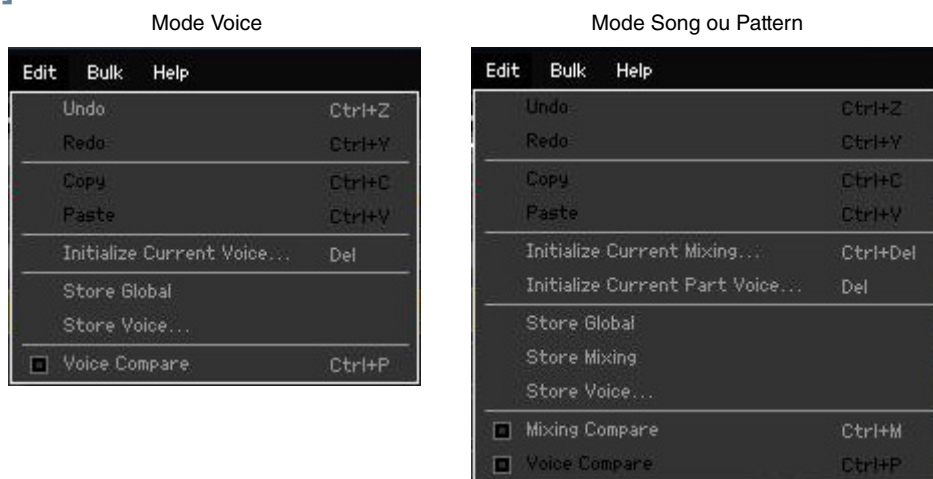 Mode Voice
Edit Bulk Help
Undo Ctrl+Z
Redo Ctrl+Y
Copy Ctrl+C
Paste Ctrl+V
Initialize Current Voice... Del
Store Global
Store Voice...
Voice Compare Ctrl+P
Mode Song ou Pattern
Edit Bulk Help
Undo Ctrl+Z
Redo Ctrl+Y
Copy Ctrl+C
Paste Ctrl+V
Initialize Current Mixing... Ctrl+Del
Initialize Current Part Voice... Del
Store Global
Store Mixing
Store Voice...
Mixing Compare Ctrl+M
Voice Compare Ctrl+P